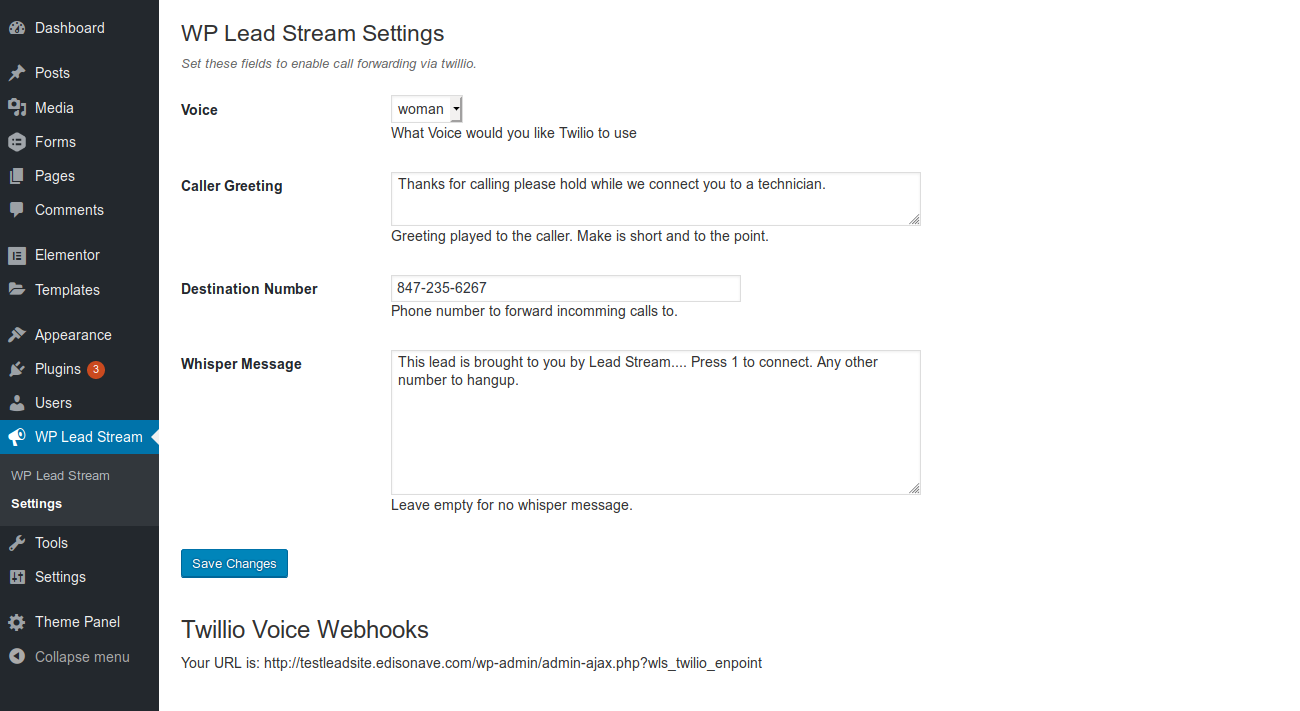 Dashboard
Posts
Media
Forms
Pages
Comments
Elementor
Templates
Appearance
Plugins 3
Users
WP Lead Stream
WP Lead Stream
Settings
Tools
Settings
Theme Panel
Collapse menu
WP Lead Stream Settings
Set these fields to enable call forwarding via twillio.
Voice
woman
What Voice would you like Twilio to use
Caller Greeting
Thanks for calling please hold while we connect you to a technician.
Greeting played to the caller. Make is short and to the point.
Destination Number
847-235-6267
Phone number to forward incomming calls to.
Whisper Message
This lead is brought to you by Lead Stream.... Press 1 to connect. Any other
number to hangup.
Leave empty for no whisper message.
Save Changes
Twillio Voice Webhooks
Your URL is: http://testleadsite.edisonave.com/wp-admin/admin-ajax.php?wls_twilio_enpoint